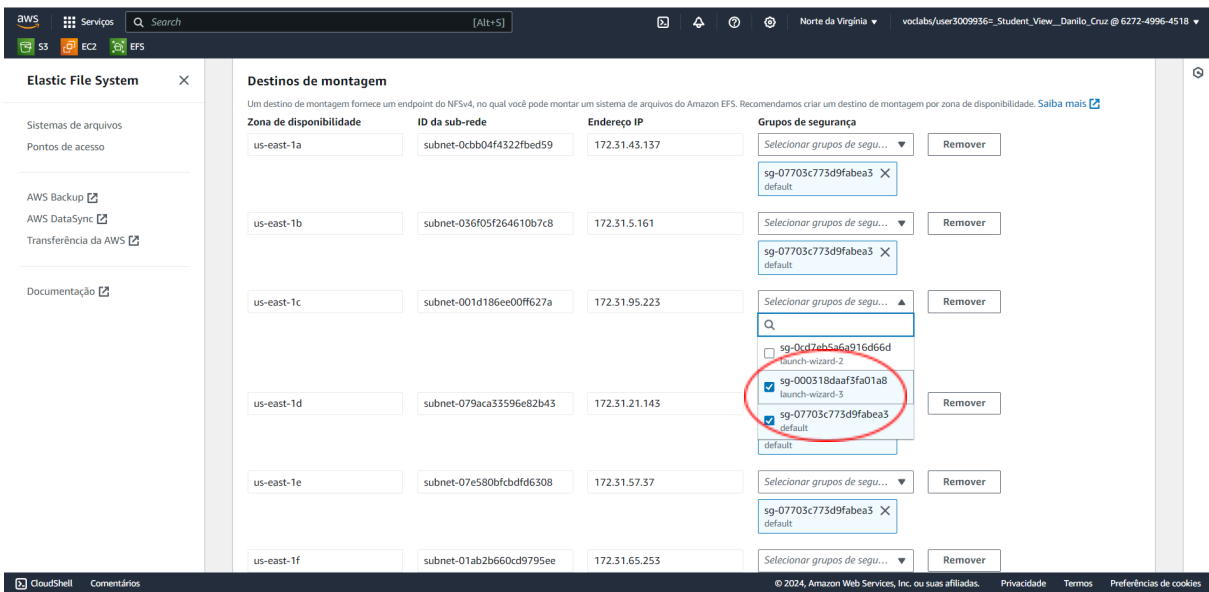 aws Serviços Search [Alt+S] Norte da Virgínia voclabs/user3009936=_Student_View__Danilo_Cruz @ 6272-4996-4518
S3 EC2 EFS
Elastic File System
Sistemas de arquivos
Pontos de acesso
AWS Backup
AWS DataSync
Transferência da AWS
Documentação
Destinos de montagem
Um destino de montagem fornece um endpoint do NFSv4, no qual você pode montar um sistema de arquivos do Amazon EFS. Recomendamos criar um destino de montagem por zona de disponibilidade. Saiba mais
Zona de disponibilidade ID da sub-rede Endereço IP Grupos de segurança
us-east-1a subnet-0cbb04f4322fbed59 172.31.43.137 Selecionar grupos de segu... Remover
sg-07703c773d9fabea3
default
us-east-1b subnet-036f05f264610b7c8 172.31.5.161 Selecionar grupos de segu... Remover
sg-07703c773d9fabea3
default
us-east-1c subnet-001d186ee00ff627a 172.31.95.223 Selecionar grupos de segu... Remover
sg-0cd7eb5a6a916d66d
launch-wizard-2
sg-000318daaf3fa01a8
launch-wizard-3
us-east-1d subnet-079aca33596e82b43 172.31.21.143 Remover
sg-07703c773d9fabea3
default
default
us-east-1e subnet-07e580bfcbdfd6308 172.31.57.37 Selecionar grupos de segu... Remover
sg-07703c773d9fabea3
default
us-east-1f subnet-01ab2b660cd9795ee 172.31.65.253 Selecionar grupos de segu... Remover
CloudShell Comentários © 2024, Amazon Web Services, Inc. ou suas afiliadas. Privacidade Termos Preferências de cookies